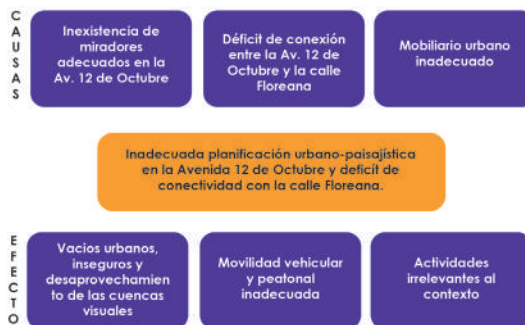 CAUSAS
Inexistencia de
miradores
adecuados en la
Av. 12 de Octubre
Déficit de conexión
entre la Av. 12 de
Octubre y la calle
Floreana
Mobiliario urbano
inadecuado
Inadecuada planificación urbano-paisajística
en la Avenida 12 de Octubre y deficit de
conectividad con la calle Floreana.
EFECTO
Vacios urbanos,
inseguros y
desaprovechamien
to de las cuencas
visuales
Movilidad vehicular
y peatonal
inadecuada
Actividades
irrelevantes al
contexto